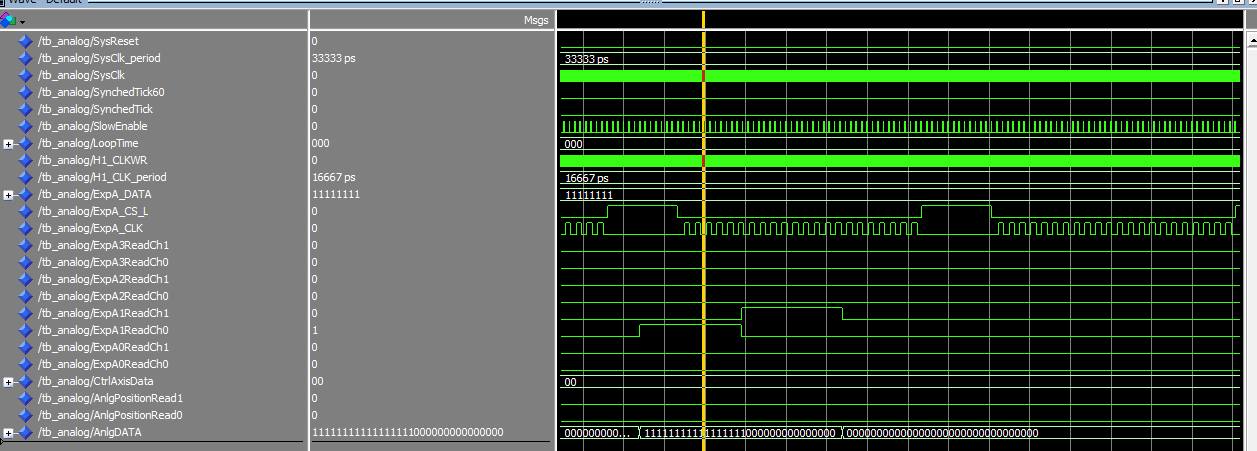 Wave - Default
Msgs
/tb_analog/SysReset 0
/tb_analog/SysClk_period 33333 ps 33333 ps
/tb_analog/SysClk 0
/tb_analog/SynchedTick60 0
/tb_analog/SynchedTick 0
/tb_analog/SlowEnable 0
/tb_analog/LoopTime 000 000
/tb_analog/H1_CLKWR 0
/tb_analog/H1_CLK_period 16667 ps 16667 ps
/tb_analog/ExpA_DATA 11111111 11111111
/tb_analog/ExpA_CS_L 0
/tb_analog/ExpA_CLK 0
/tb_analog/ExpA3ReadCh1 0
/tb_analog/ExpA3ReadCh0 0
/tb_analog/ExpA2ReadCh1 0
/tb_analog/ExpA2ReadCh0 0
/tb_analog/ExpA1ReadCh1 0
/tb_analog/ExpA1ReadCh0 1
/tb_analog/ExpA0ReadCh1 0
/tb_analog/ExpA0ReadCh0 0
/tb_analog/CtrlAxisData 00 00
/tb_analog/AnlgPositionRead1 0
/tb_analog/AnlgPositionRead0 0
/tb_analog/AnlgDATA 11111111111111111000000000000000 000000000... 11111111111111111000000000000000 00000000000000000000000000000000